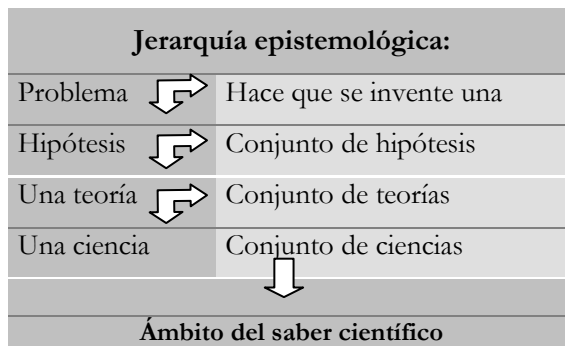 Jerarquía epistemológica:
Problema Hace que se invente una
Hipótesis Conjunto de hipótesis
Una teoría Conjunto de teorías
Una ciencia Conjunto de ciencias
Ámbito del saber científico